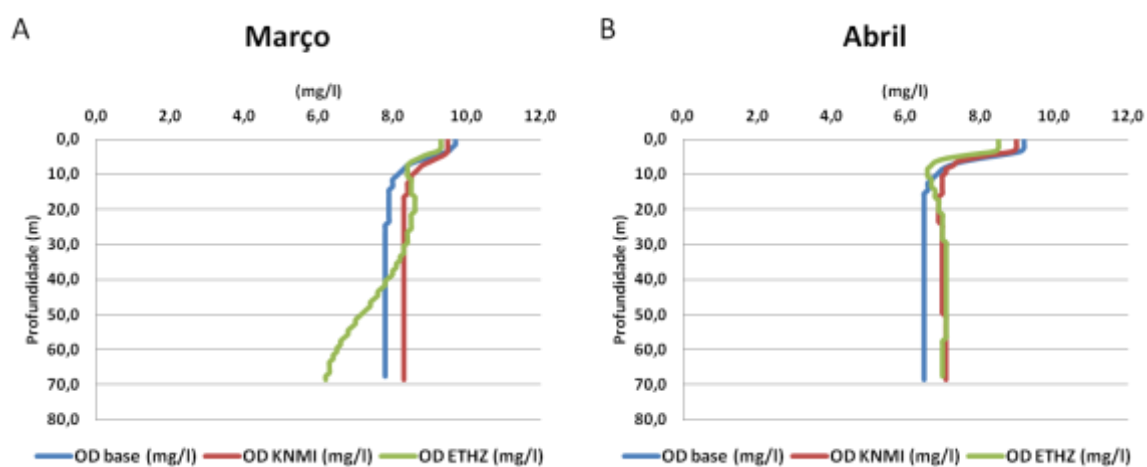 A
Março
(mg/l)
0,0 2,0 4,0 6,0 8,0 10,0 12,0
0,0
10,0
20,0
30,0
40,0
50,0
60,0
70,0
80,0
Profundidade (m)
OD base (mg/l) OD KNMI (mg/l) OD ETHZ (mg/l)
B
Abril
(mg/l)
0,0 2,0 4,0 6,0 8,0 10,0 12,0
0,0
10,0
20,0
30,0
40,0
50,0
60,0
70,0
80,0
Profundidade (m)
OD base (mg/l) OD KNMI (mg/l) OD ETHZ (mg/l)